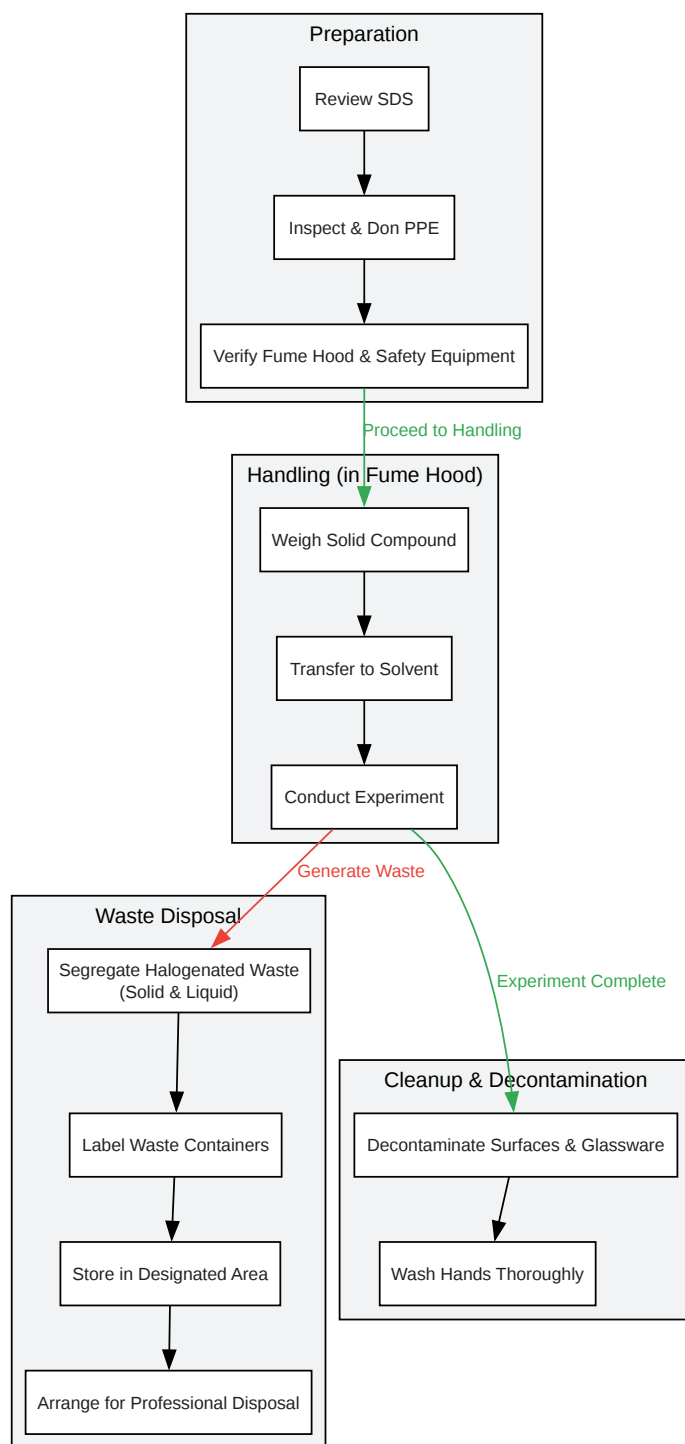 Preparation
Review SDS
Inspect & Don PPE
Verify Fume Hood & Safety Equipment
Proceed to Handling
Handling (in Fume Hood)
Weigh Solid Compound
Transfer to Solvent
Conduct Experiment
Generate Waste
Waste Disposal
Segregate Halogenated Waste
(Solid & Liquid)
Label Waste Containers
Store in Designated Area
Arrange for Professional Disposal
Experiment Complete
Cleanup & Decontamination
Decontaminate Surfaces & Glassware
Wash Hands Thoroughly